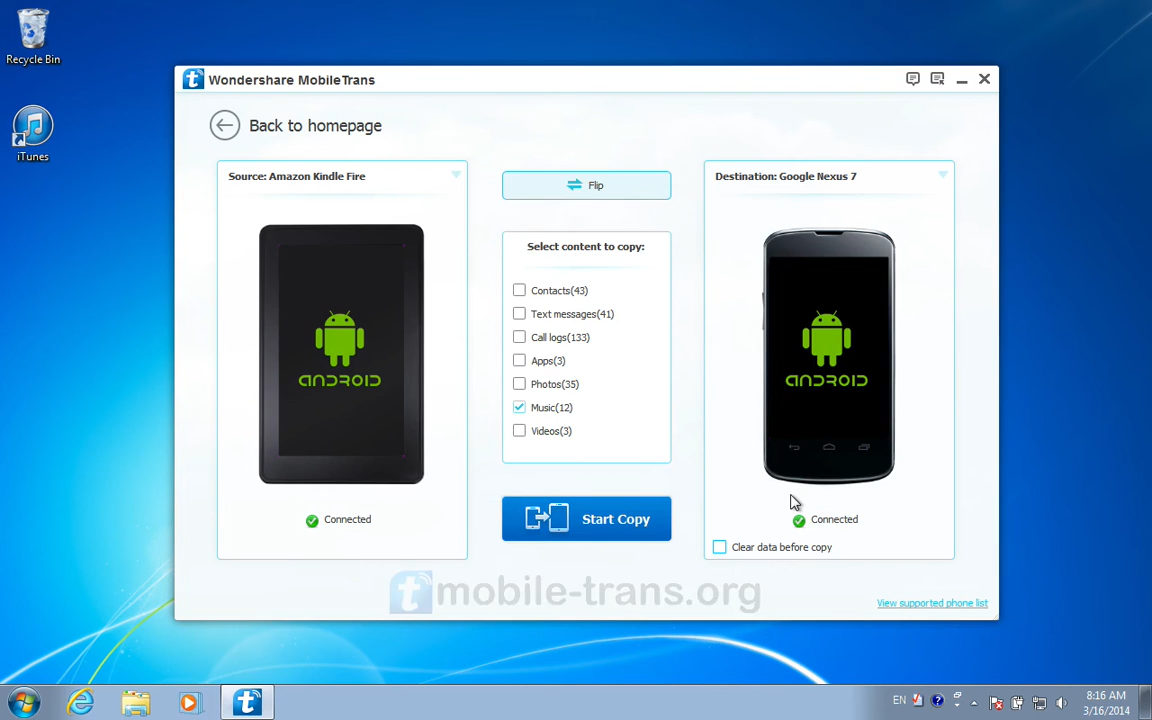 Recycle Bin
iTunes
Wondershare MobileTrans
Back to homepage
Source: Amazon Kindle Fire
ANDROID
Connected
Flip
Select content to copy:
Contacts(43)
Text messages(41)
Call logs(133)
Apps(3)
Photos(35)
Music(12)
Videos(3)
Start Copy
Destination: Google Nexus 7
ANDROID
Connected
Clear data before copy
mobile-trans.org
View supported phone list
EN
8:16 AM
3/16/2014